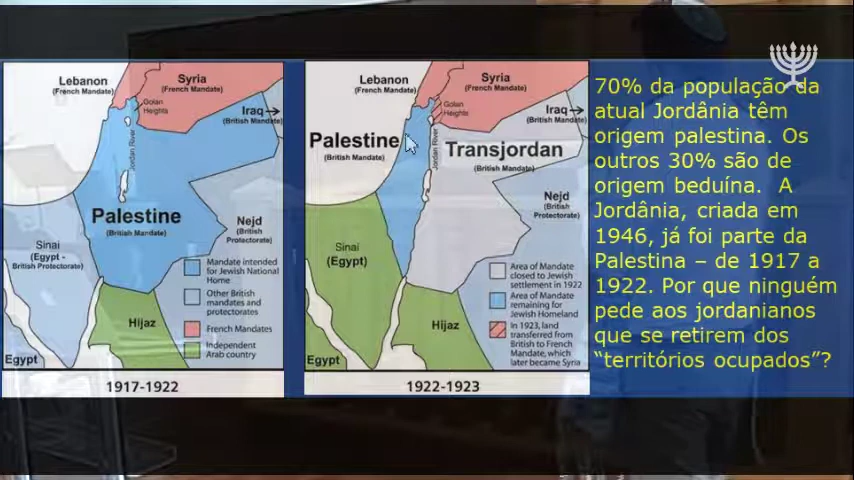 Lebanon
(French Mandate)
Syria
(French Mandate)
Golan
Heights
Iraq
(British Mandate)
Jordan River
Palestine
(British Mandate)
Nejd
(British
Protectorate)
Sinai
(Egypt -
British Protectorate)
Mandate intended
for Jewish National
Home
Other British
mandates and
protectorates
French Mandates
Independent
Arab country
Hijaz
Egypt
1917-1922
Lebanon
(French Mandate)
Syria
(French Mandate)
Golan
Heights
Iraq
(British Mandate)
Jordan River
Palestine
(British Mandate)
Transjordan
(British Mandate)
Nejd
(British
Protectorate)
Sinai
(Egypt)
Area of Mandate
closed to Jewish
settlement in 1922
Area of Mandate
remaining for
Jewish Homeland
In 1923, land
transferred from
British to French
Mandate, which
later became Syria
Hijaz
Egypt
1922-1923
70% da população da
atual Jordânia têm
origem palestina. Os
outros 30% são de
origem beduína. A
Jordânia, criada em
1946, já foi parte da
Palestina – de 1917 a
1922. Por que ninguém
pede aos jordanianos
que se retirem dos
“territórios ocupados”?